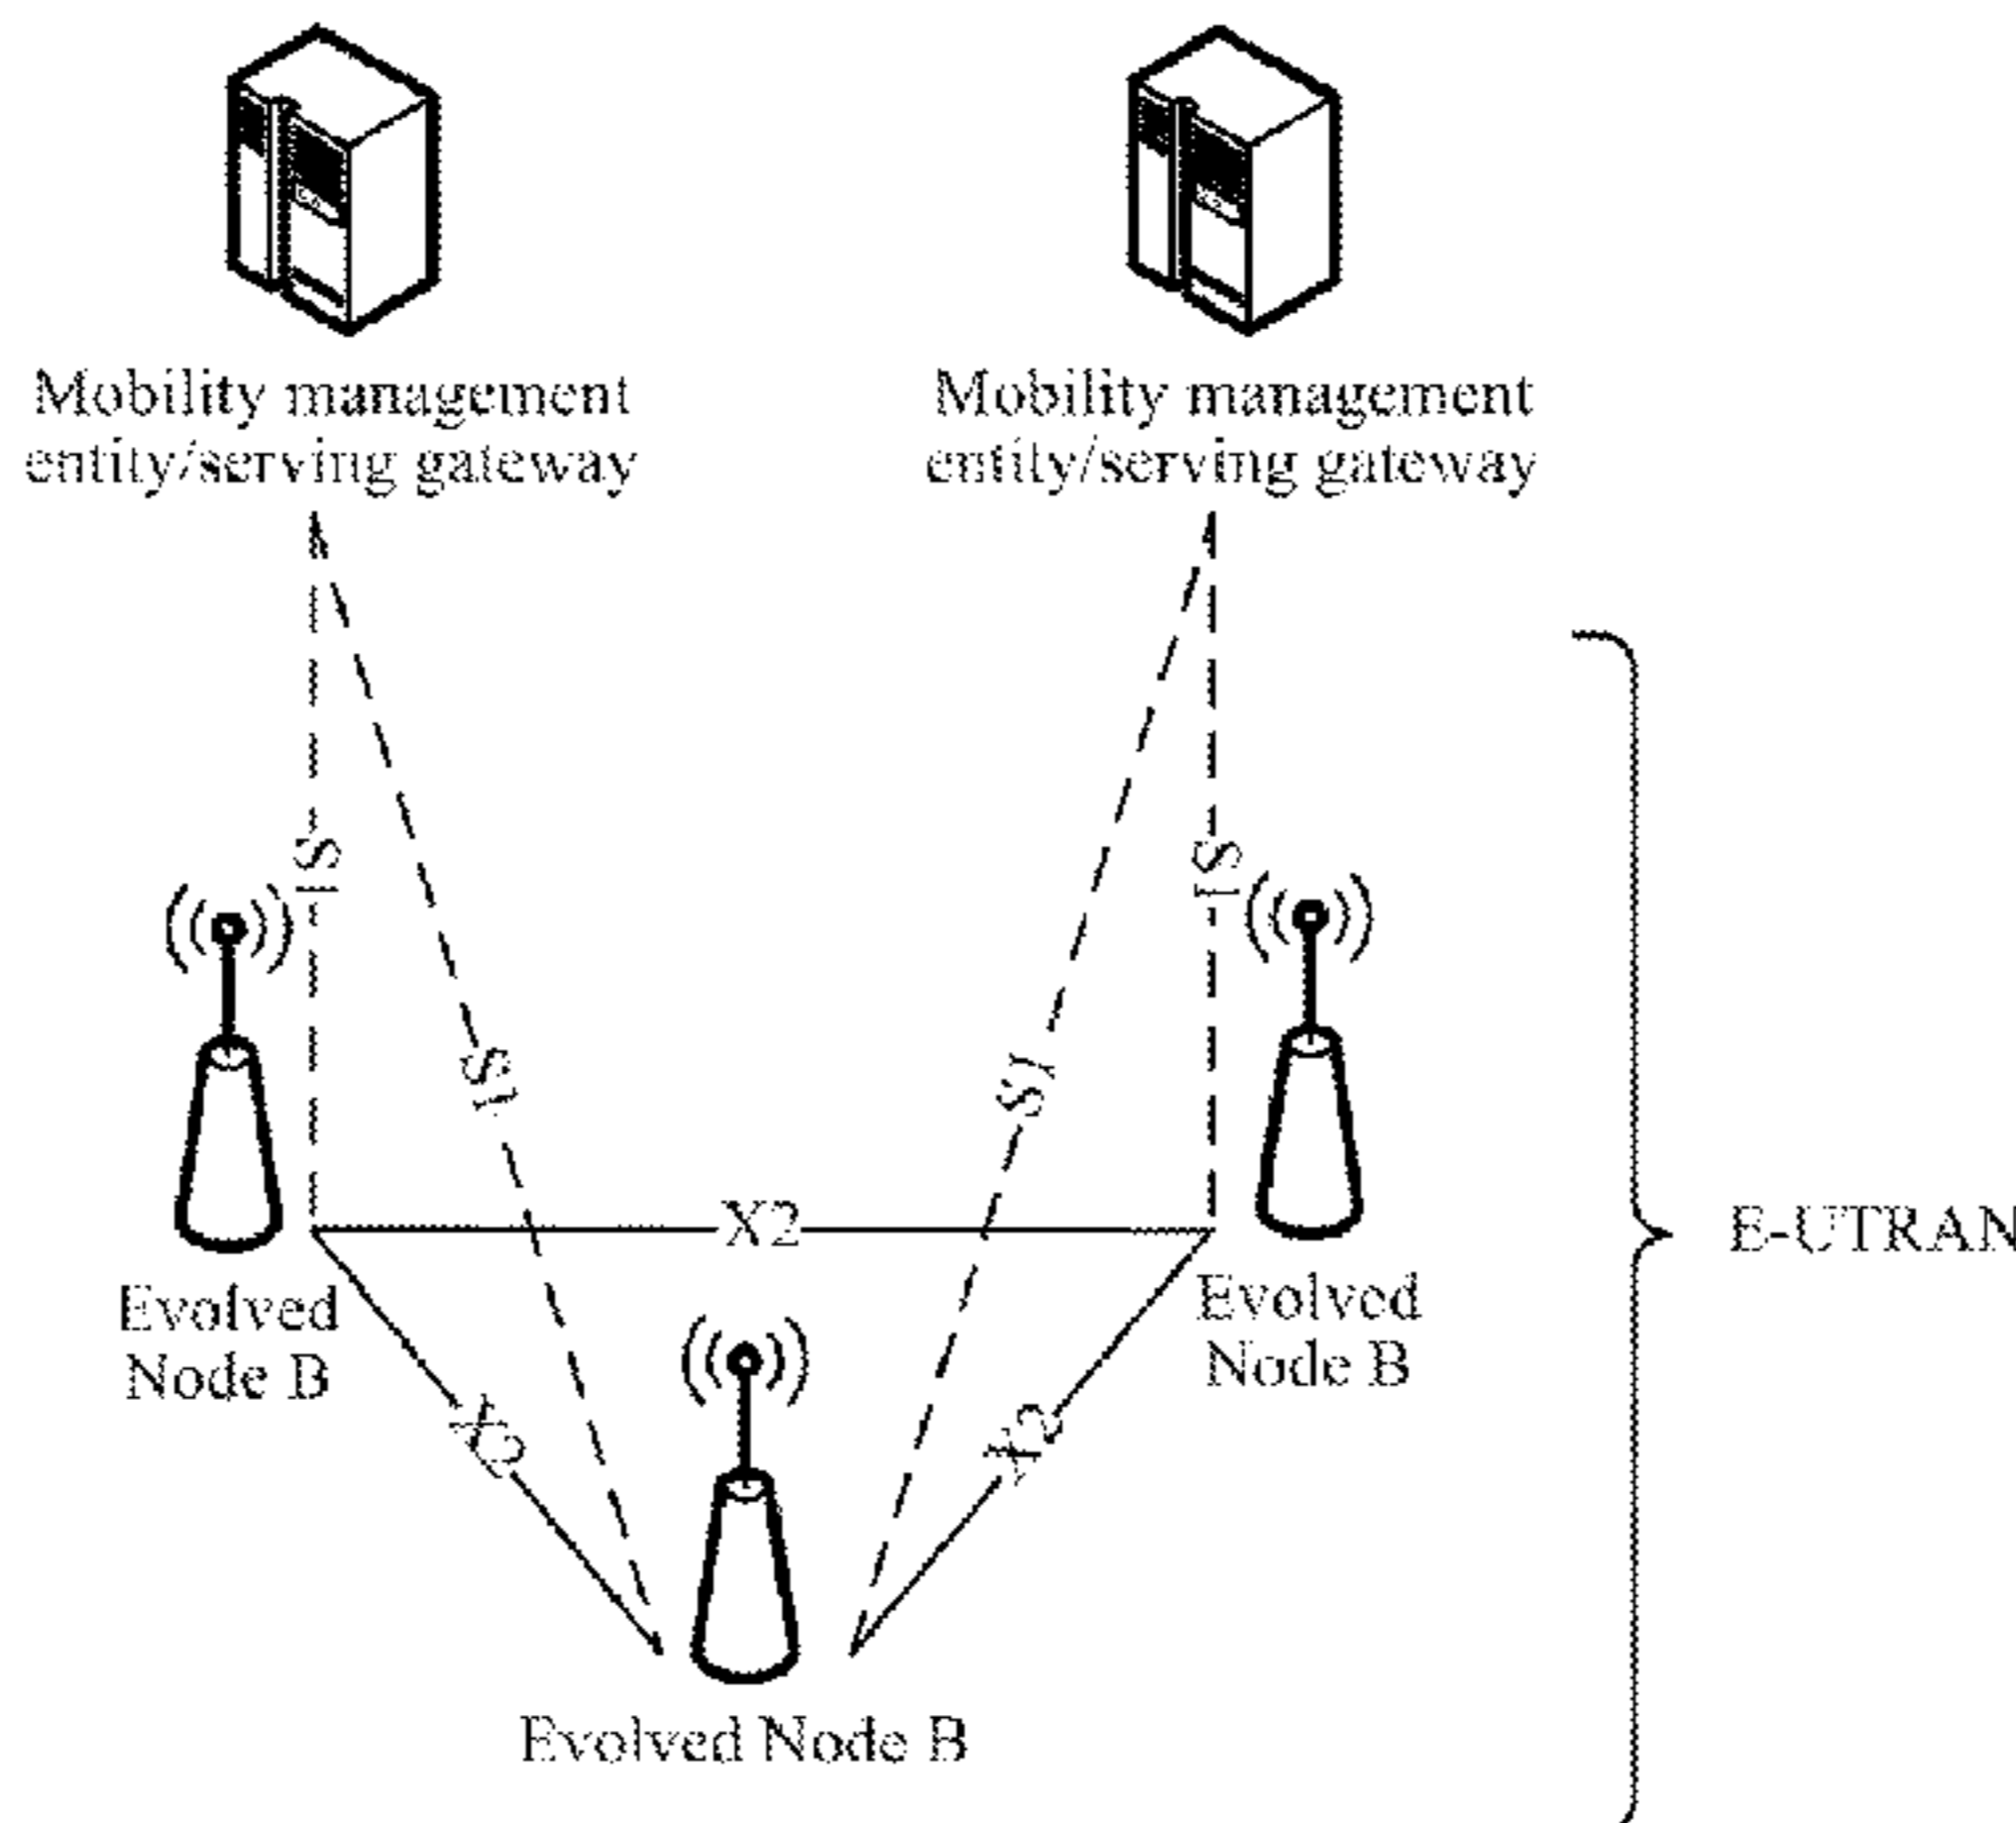 Mobility management
entity/serving gateway
Mobility management
entity/serving gateway
S1
S1
S1
S1
X2
E-UTRAN
Evolved
Node B
Evolved
Node B
X2
X2
Evolved Node B